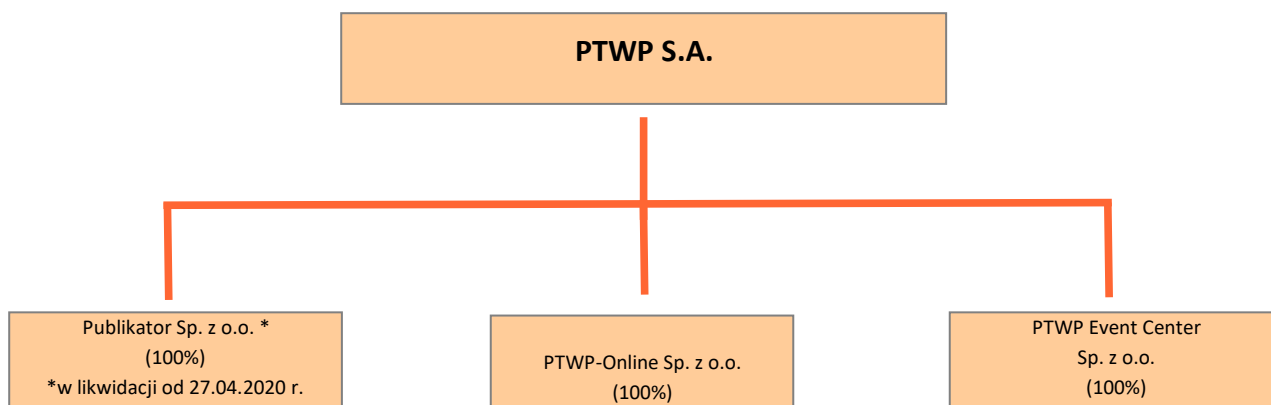 PTWP S.A.
Publikator Sp. z o.o. *
(100%)
*w likwidacji od 27.04.2020 r.
PTWP-Online Sp. z o.o.
(100%)
PTWP Event Center
Sp. z o.o.
(100%)